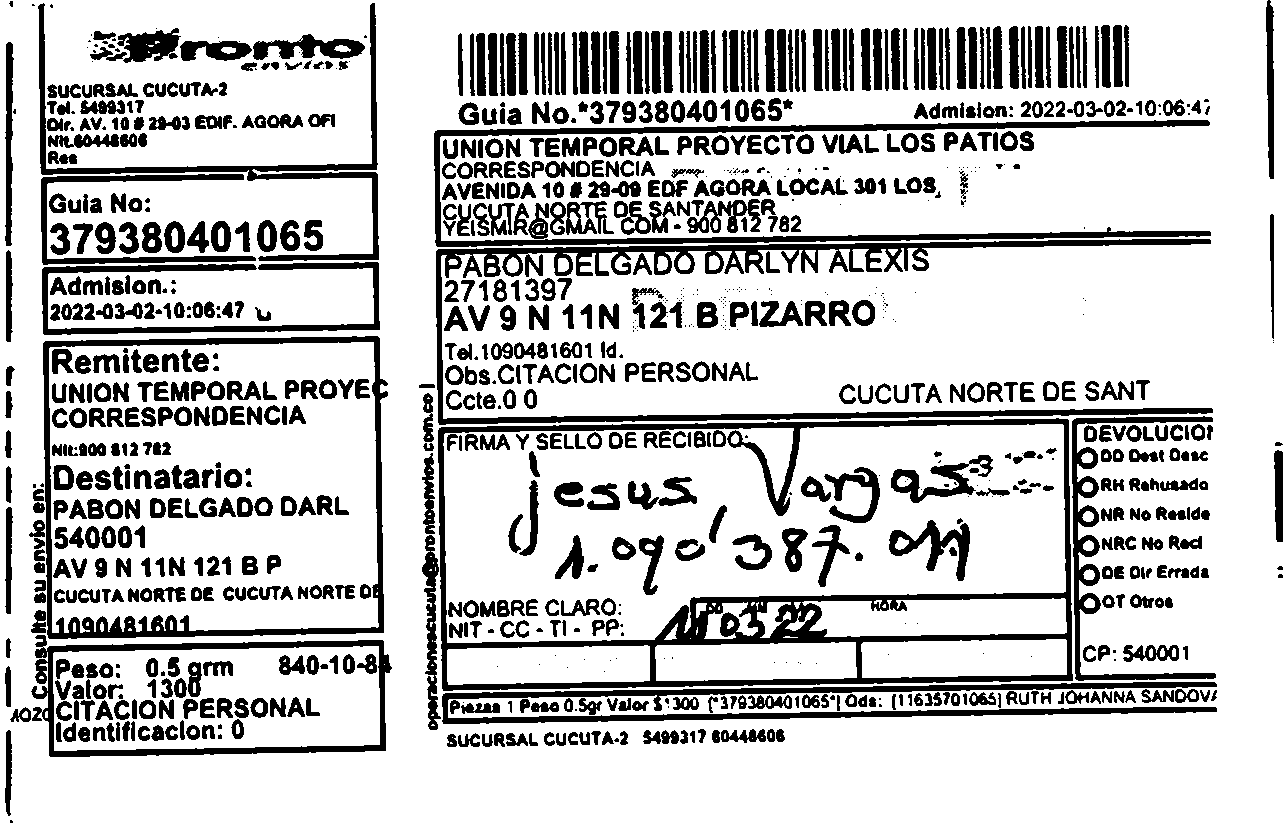 Pronto
envios
SUCURSAL CUCUTA-2
Tel. 5499317
Dir. AV. 10 # 29-03 EDIF. AGORA OFI
Nit.60448606
Res
Guia No:
379380401065
Admision.:
2022-03-02-10:06:47
Remitente:
UNION TEMPORAL PROYEC
CORRESPONDENCIA
Nit:900 812 782
Destinatario:
PABON DELGADO DARL
540001
AV 9 N 11N 121 B P
CUCUTA NORTE DE CUCUTA NORTE DE
1090481601
Peso: 0.5 grm 840-10-84
Valor: 1300
CITACION PERSONAL
Identificacion: 0
Consulte su envio en:
Guia No.*379380401065*
Admision: 2022-03-02-10:06:47
UNION TEMPORAL PROYECTO VIAL LOS PATIOS
CORRESPONDENCIA
AVENIDA 10 # 29-09 EDF AGORA LOCAL 301 LOS
CUCUTA NORTE DE SANTANDER
YEISMIR@GMAIL COM - 900 812 782
PABON DELGADO DARLYN ALEXIS
27181397
AV 9 N 11N 121 B PIZARRO
Tel.1090481601 Id.
Obs.CITACION PERSONAL
Ccte.0 0
CUCUTA NORTE DE SANT
operacionescucuta@prontoenvios.com.co
FIRMA Y SELLO DE RECIBIDO:
jesus Vargas
1.090'387.011
NOMBRE CLARO:
NIT - CC - TI - PP:
DD MM
HORA
0322
DEVOLUCION
DD Dest Desc
RH Rehusado
NR No Reside
NRC No Recl
DE Dir Errada
OT Otros
CP: 540001
Piezas 1 Peso 0.5gr Valor $1300 (*379380401065*) Ods: (11635701065) RUTH JOHANNA SANDOVA
SUCURSAL CUCUTA-2 5499317 60448606